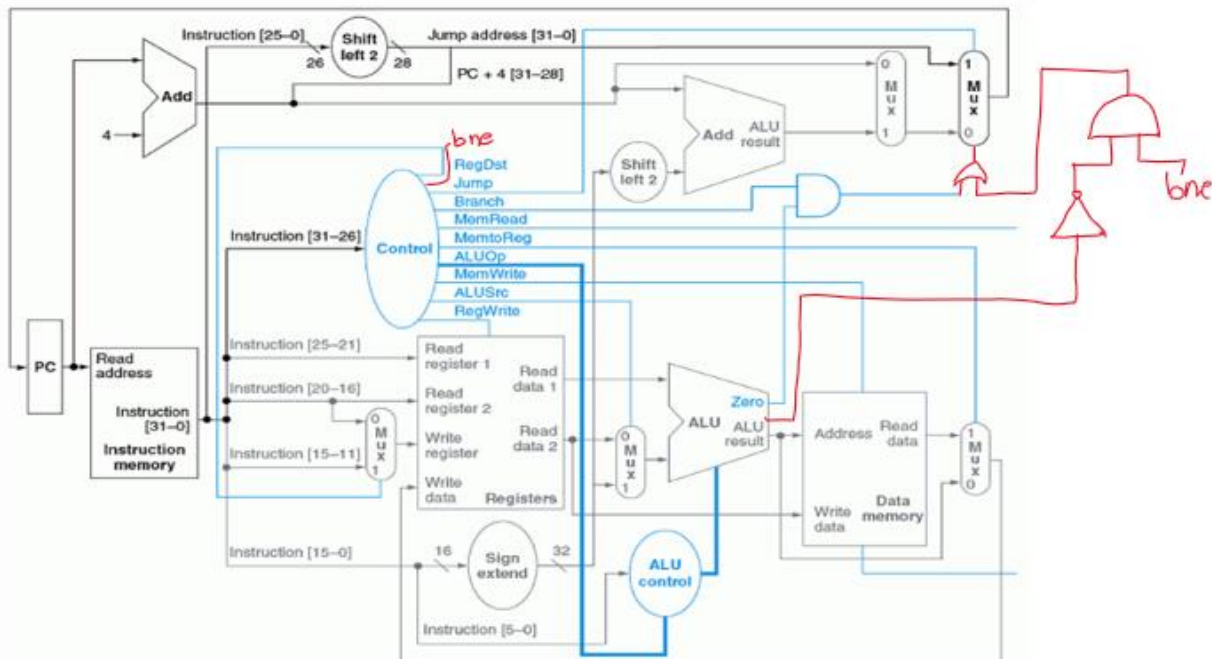 Instruction [25–0]
Shift
left 2
Jump address [31–0]
26
28
PC + 4 [31–28]
Add
4
0
M
u
x
1
1
M
u
x
0
Add
ALU
result
Shift
left 2
bne
bne
RegDst
Jump
Branch
MemRead
MemtoReg
ALUOp
MemWrite
ALUSrc
RegWrite
Instruction [31–26]
Control
PC
Read
address
Instruction
[31–0]
Instruction
memory
Instruction [25–21]
Instruction [20–16]
Instruction [15–11]
0
M
u
x
1
Read
register 1
Read
register 2
Write
register
Write
data
Read
data 1
Read
data 2
Registers
0
M
u
x
1
Zero
ALU
ALU
result
Address
Read
data
Write
data
Data
memory
1
M
u
x
0
Instruction [15–0]
16
Sign
extend
32
ALU
control
Instruction [5–0]